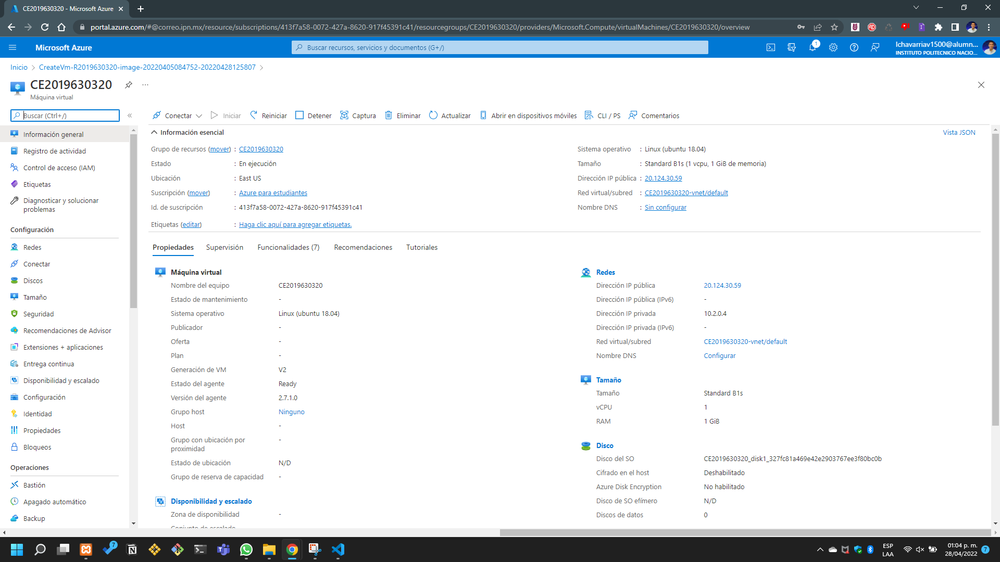 CE2019630320 - Microsoft Azure
portal.azure.com/#@correo.ipn.mx/resource/subscriptions/413f7a58-0072-427a-8620-917f45391c41/resourcegroups/CE2019630320/providers/Microsoft.Compute/virtualMachines/CE2019630320/overview
Microsoft Azure
Buscar recursos, servicios y documentos (G+/)
1
lchavarriav1500@alumn...
INSTITUTO POLITECNICO NACIO...
Inicio > CreateVm-R2019630320-image-20220405084752-20220428125807 >
CE2019630320
Máquina virtual
Buscar (Ctrl+/)
Información general
Registro de actividad
Control de acceso (IAM)
Etiquetas
Diagnosticar y solucionar
problemas
Configuración
Redes
Conectar
Discos
Tamaño
Seguridad
Recomendaciones de Advisor
Extensiones + aplicaciones
Entrega continua
Disponibilidad y escalado
Configuración
Identidad
Propiedades
Bloqueos
Operaciones
Bastión
Apagado automático
Backup
Conectar Iniciar Reiniciar Detener Captura Eliminar Actualizar Abrir en dispositivos móviles CLI / PS Comentarios
Información esencial
Vista JSON
Grupo de recursos (mover) : CE2019630320
Estado : En ejecución
Ubicación : East US
Suscripción (mover) : Azure para estudiantes
Id. de suscripción : 413f7a58-0072-427a-8620-917f45391c41
Etiquetas (editar) : Haga clic aquí para agregar etiquetas.
Sistema operativo : Linux (ubuntu 18.04)
Tamaño : Standard B1s (1 vcpu, 1 GiB de memoria)
Dirección IP pública : 20.124.30.59
Red virtual/subred : CE2019630320-vnet/default
Nombre DNS : Sin configurar
Propiedades Supervisión Funcionalidades (7) Recomendaciones Tutoriales
Máquina virtual
Nombre del equipo CE2019630320
Estado de mantenimiento -
Sistema operativo Linux (ubuntu 18.04)
Publicador -
Oferta -
Plan -
Generación de VM V2
Estado del agente Ready
Versión del agente 2.7.1.0
Grupo host Ninguno
Host -
Grupo con ubicación por -
proximidad
Estado de ubicación N/D
Grupo de reserva de capacidad -
Disponibilidad y escalado
Zona de disponibilidad -
Conjunto de escalado
Redes
Dirección IP pública 20.124.30.59
Dirección IP pública (IPv6) -
Dirección IP privada 10.2.0.4
Dirección IP privada (IPv6) -
Red virtual/subred CE2019630320-vnet/default
Nombre DNS Configurar
Tamaño
Tamaño Standard B1s
vCPU 1
RAM 1 GiB
Disco
Disco del SO CE2019630320_disk1_327fc81a469e42e2903767ee3f80bc0b
Cifrado en el host Deshabilitado
Azure Disk Encryption No habilitado
Disco de SO efímero N/D
Discos de datos 0
7
ESP
LAA
01:04 p. m.
28/04/2022
7